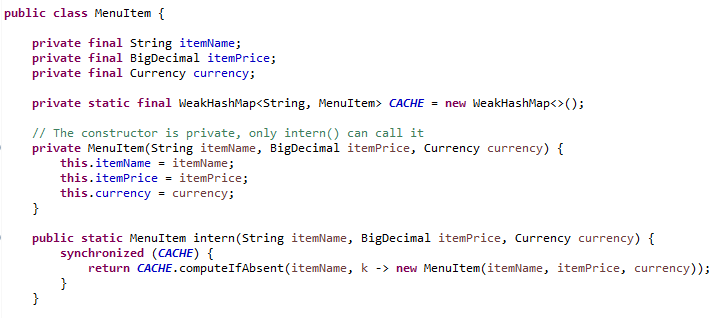 public class MenuItem {
private final String itemName;
private final BigDecimal itemPrice;
private final Currency currency;
private static final WeakHashMap<String, MenuItem> CACHE = new WeakHashMap<>();
// The constructor is private, only intern() can call it
private MenuItem(String itemName, BigDecimal itemPrice, Currency currency) {
this.itemName = itemName;
this.itemPrice = itemPrice;
this.currency = currency;
}
public static MenuItem intern(String itemName, BigDecimal itemPrice, Currency currency) {
synchronized (CACHE) {
return CACHE.computeIfAbsent(itemName, k -> new MenuItem(itemName, itemPrice, currency));
}
}